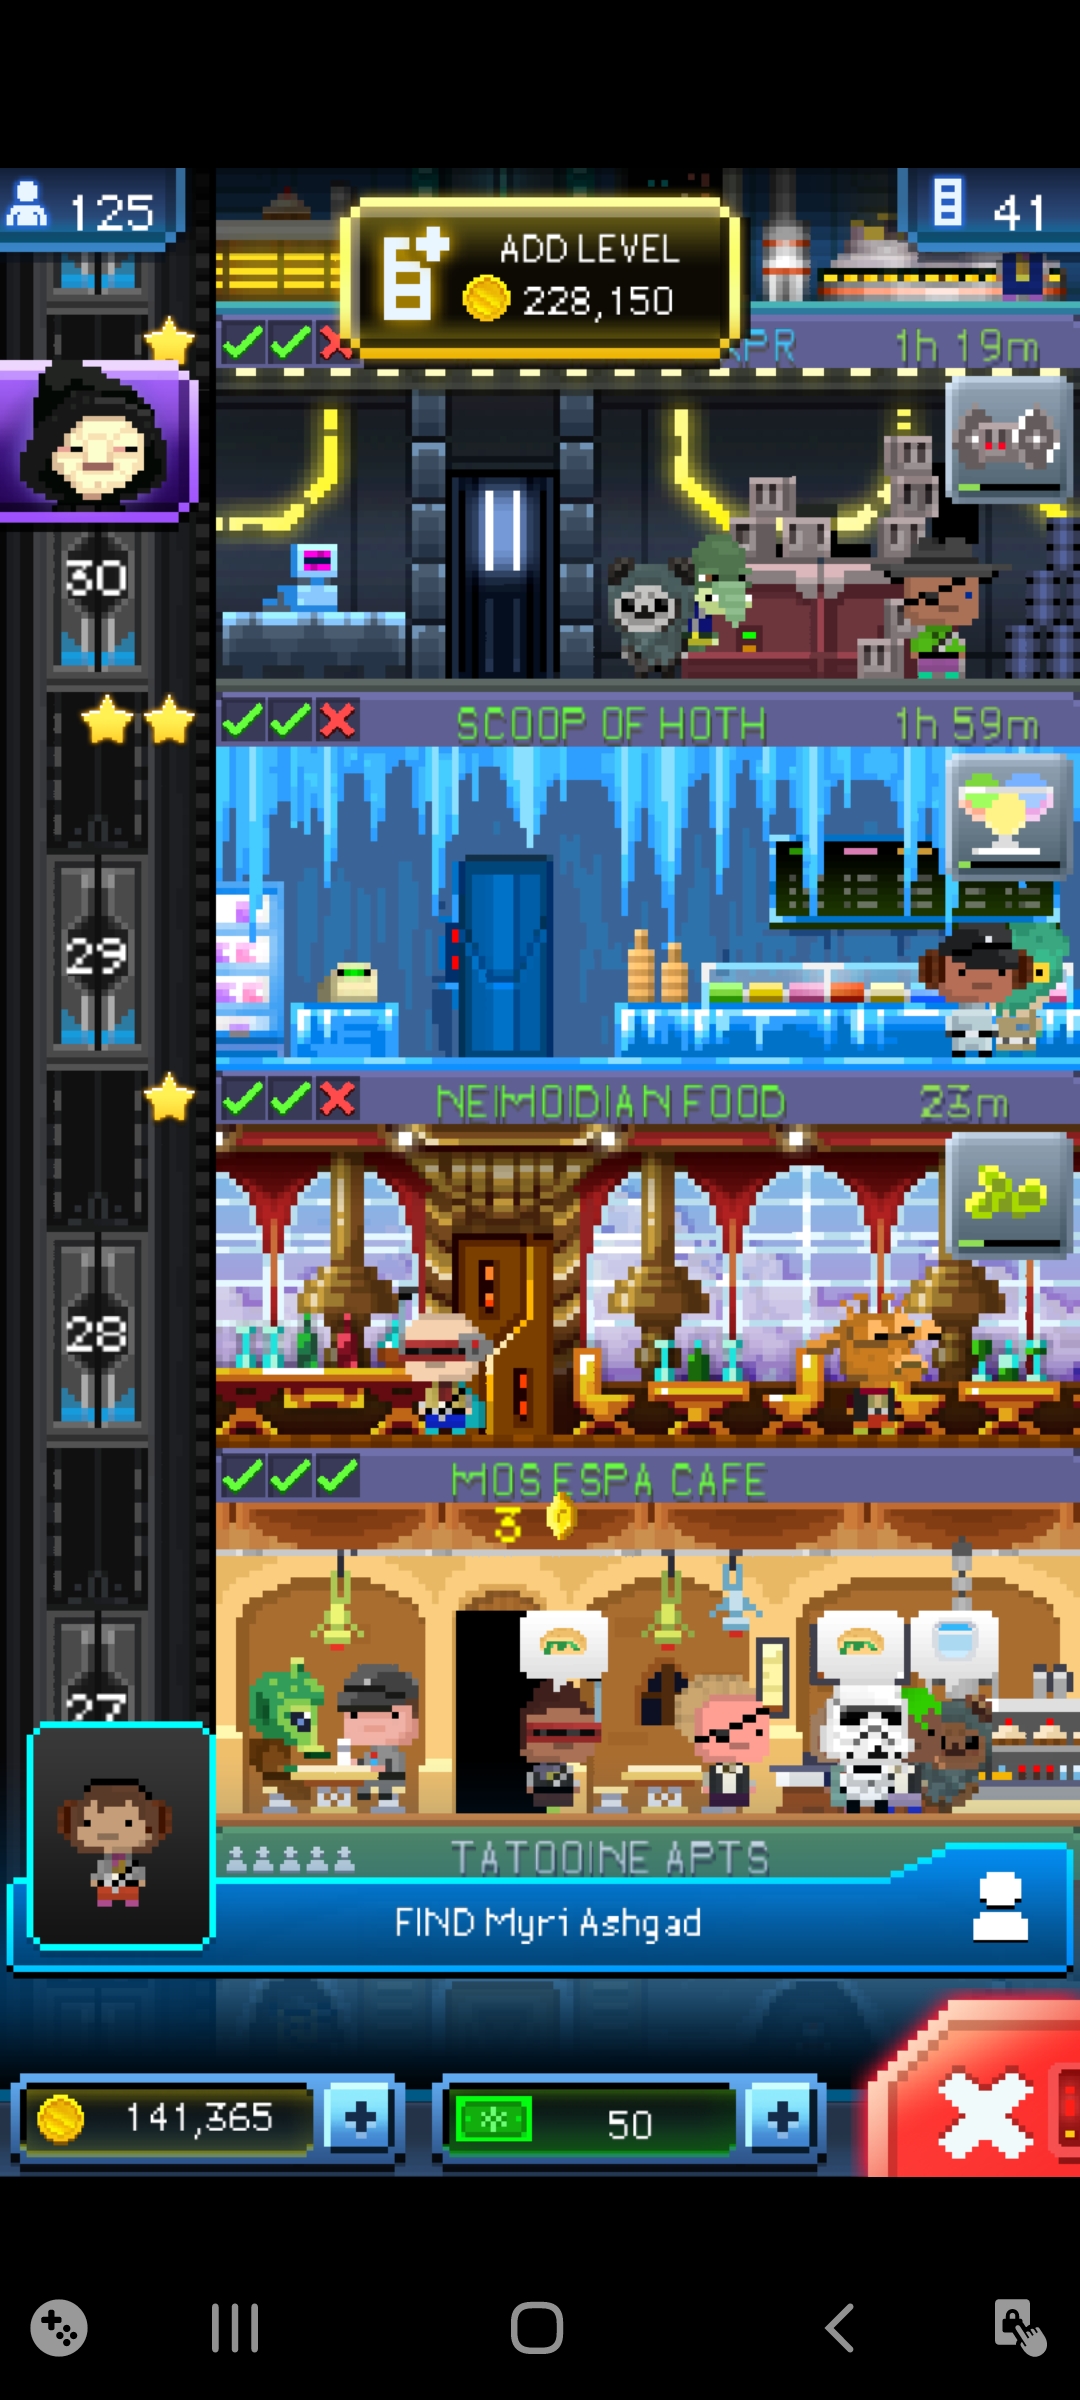 125
ADD LEVEL
228,150
41
1h 19m
30
SCOOP OF HOTH
1h 59m
29
NEIMOIDIAN FOOD
23m
28
MOS ESPA CAFE
3
27
TATOOINE APTS
FIND Myri Ashgad
141,365
50